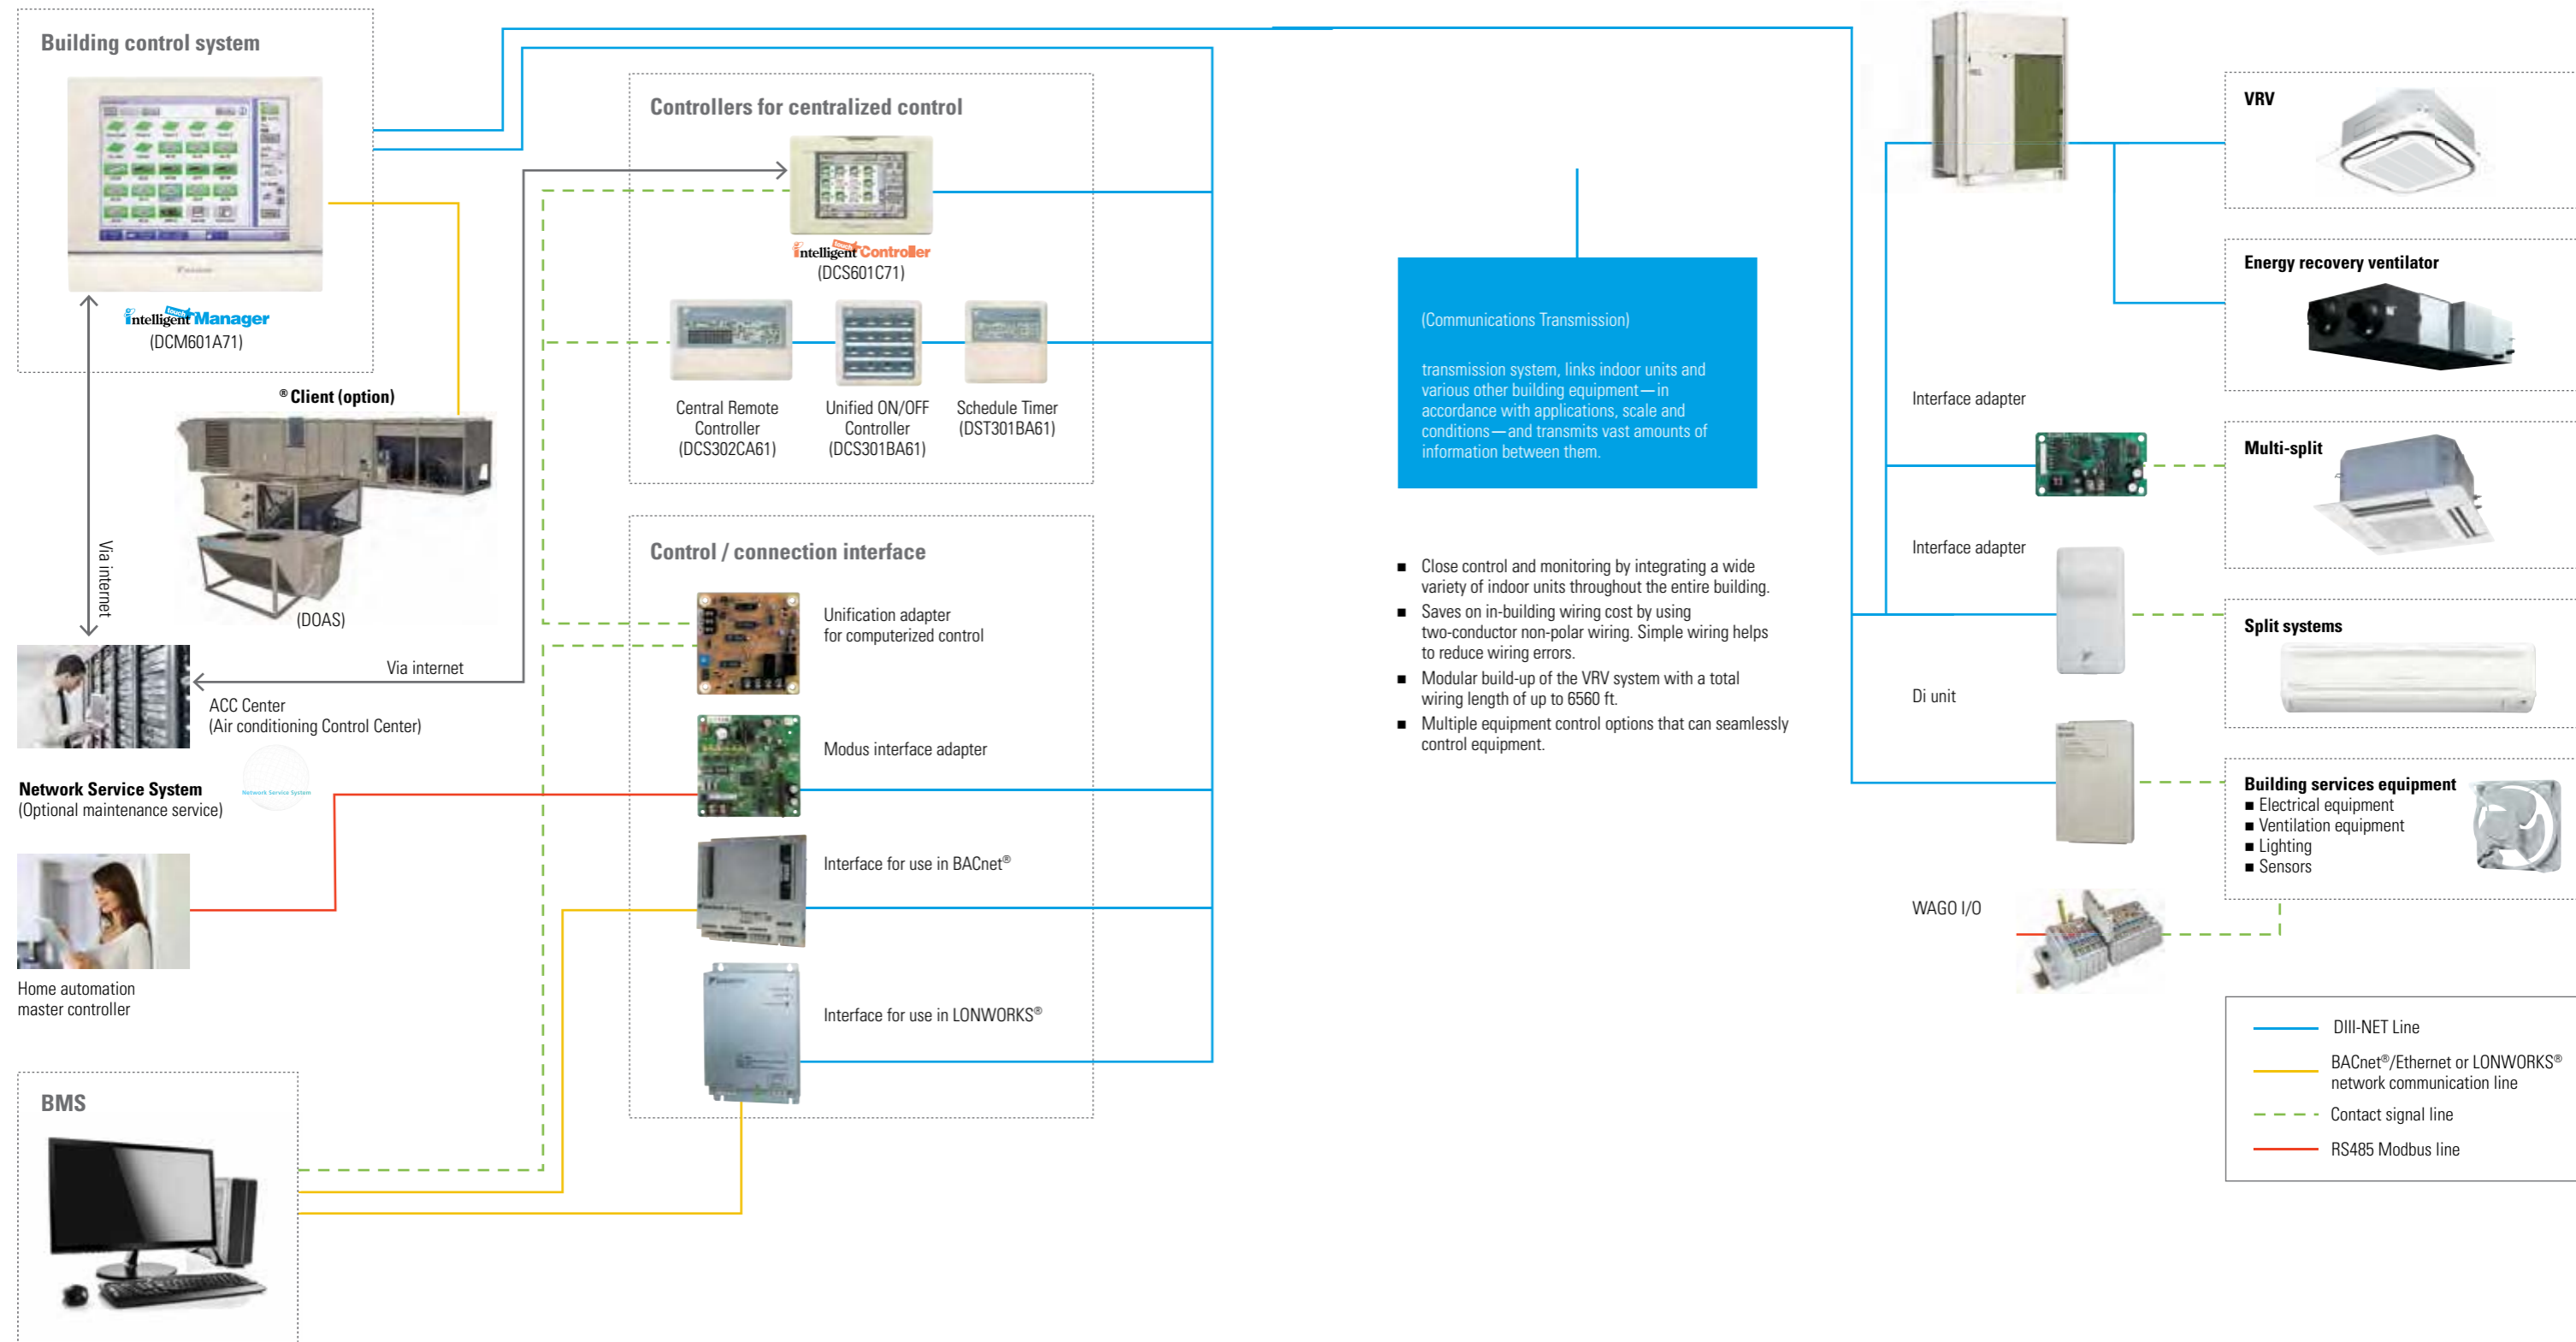 Building control system
intelligent touch Manager
(DCM601A71)
® Client (option)
(DOAS)
Via internet
Via internet
ACC Center
(Air conditioning Control Center)
Network Service System
(Optional maintenance service)
Network Service System
Home automation
master controller
BMS
Controllers for centralized control
intelligent touch Controller
(DCS601C71)
Central Remote
Controller
(DCS302CA61)
Unified ON/OFF
Controller
(DCS301BA61)
Schedule Timer
(DST301BA61)
Control / connection interface
Unification adapter
for computerized control
Modus interface adapter
Interface for use in BACnet®
Interface for use in LONWORKS®
(Communications Transmission)
transmission system, links indoor units and
various other building equipment—in
accordance with applications, scale and
conditions—and transmits vast amounts of
information between them.
■ Close control and monitoring by integrating a wide
variety of indoor units throughout the entire building.
■ Saves on in-building wiring cost by using
two-conductor non-polar wiring. Simple wiring helps
to reduce wiring errors.
■ Modular build-up of the VRV system with a total
wiring length of up to 6560 ft.
■ Multiple equipment control options that can seamlessly
control equipment.
Interface adapter
Interface adapter
Di unit
WAGO I/O
VRV
Energy recovery ventilator
Multi-split
Split systems
Building services equipment
■ Electrical equipment
■ Ventilation equipment
■ Lighting
■ Sensors
DIII-NET Line
BACnet®/Ethernet or LONWORKS®
network communication line
Contact signal line
RS485 Modbus line